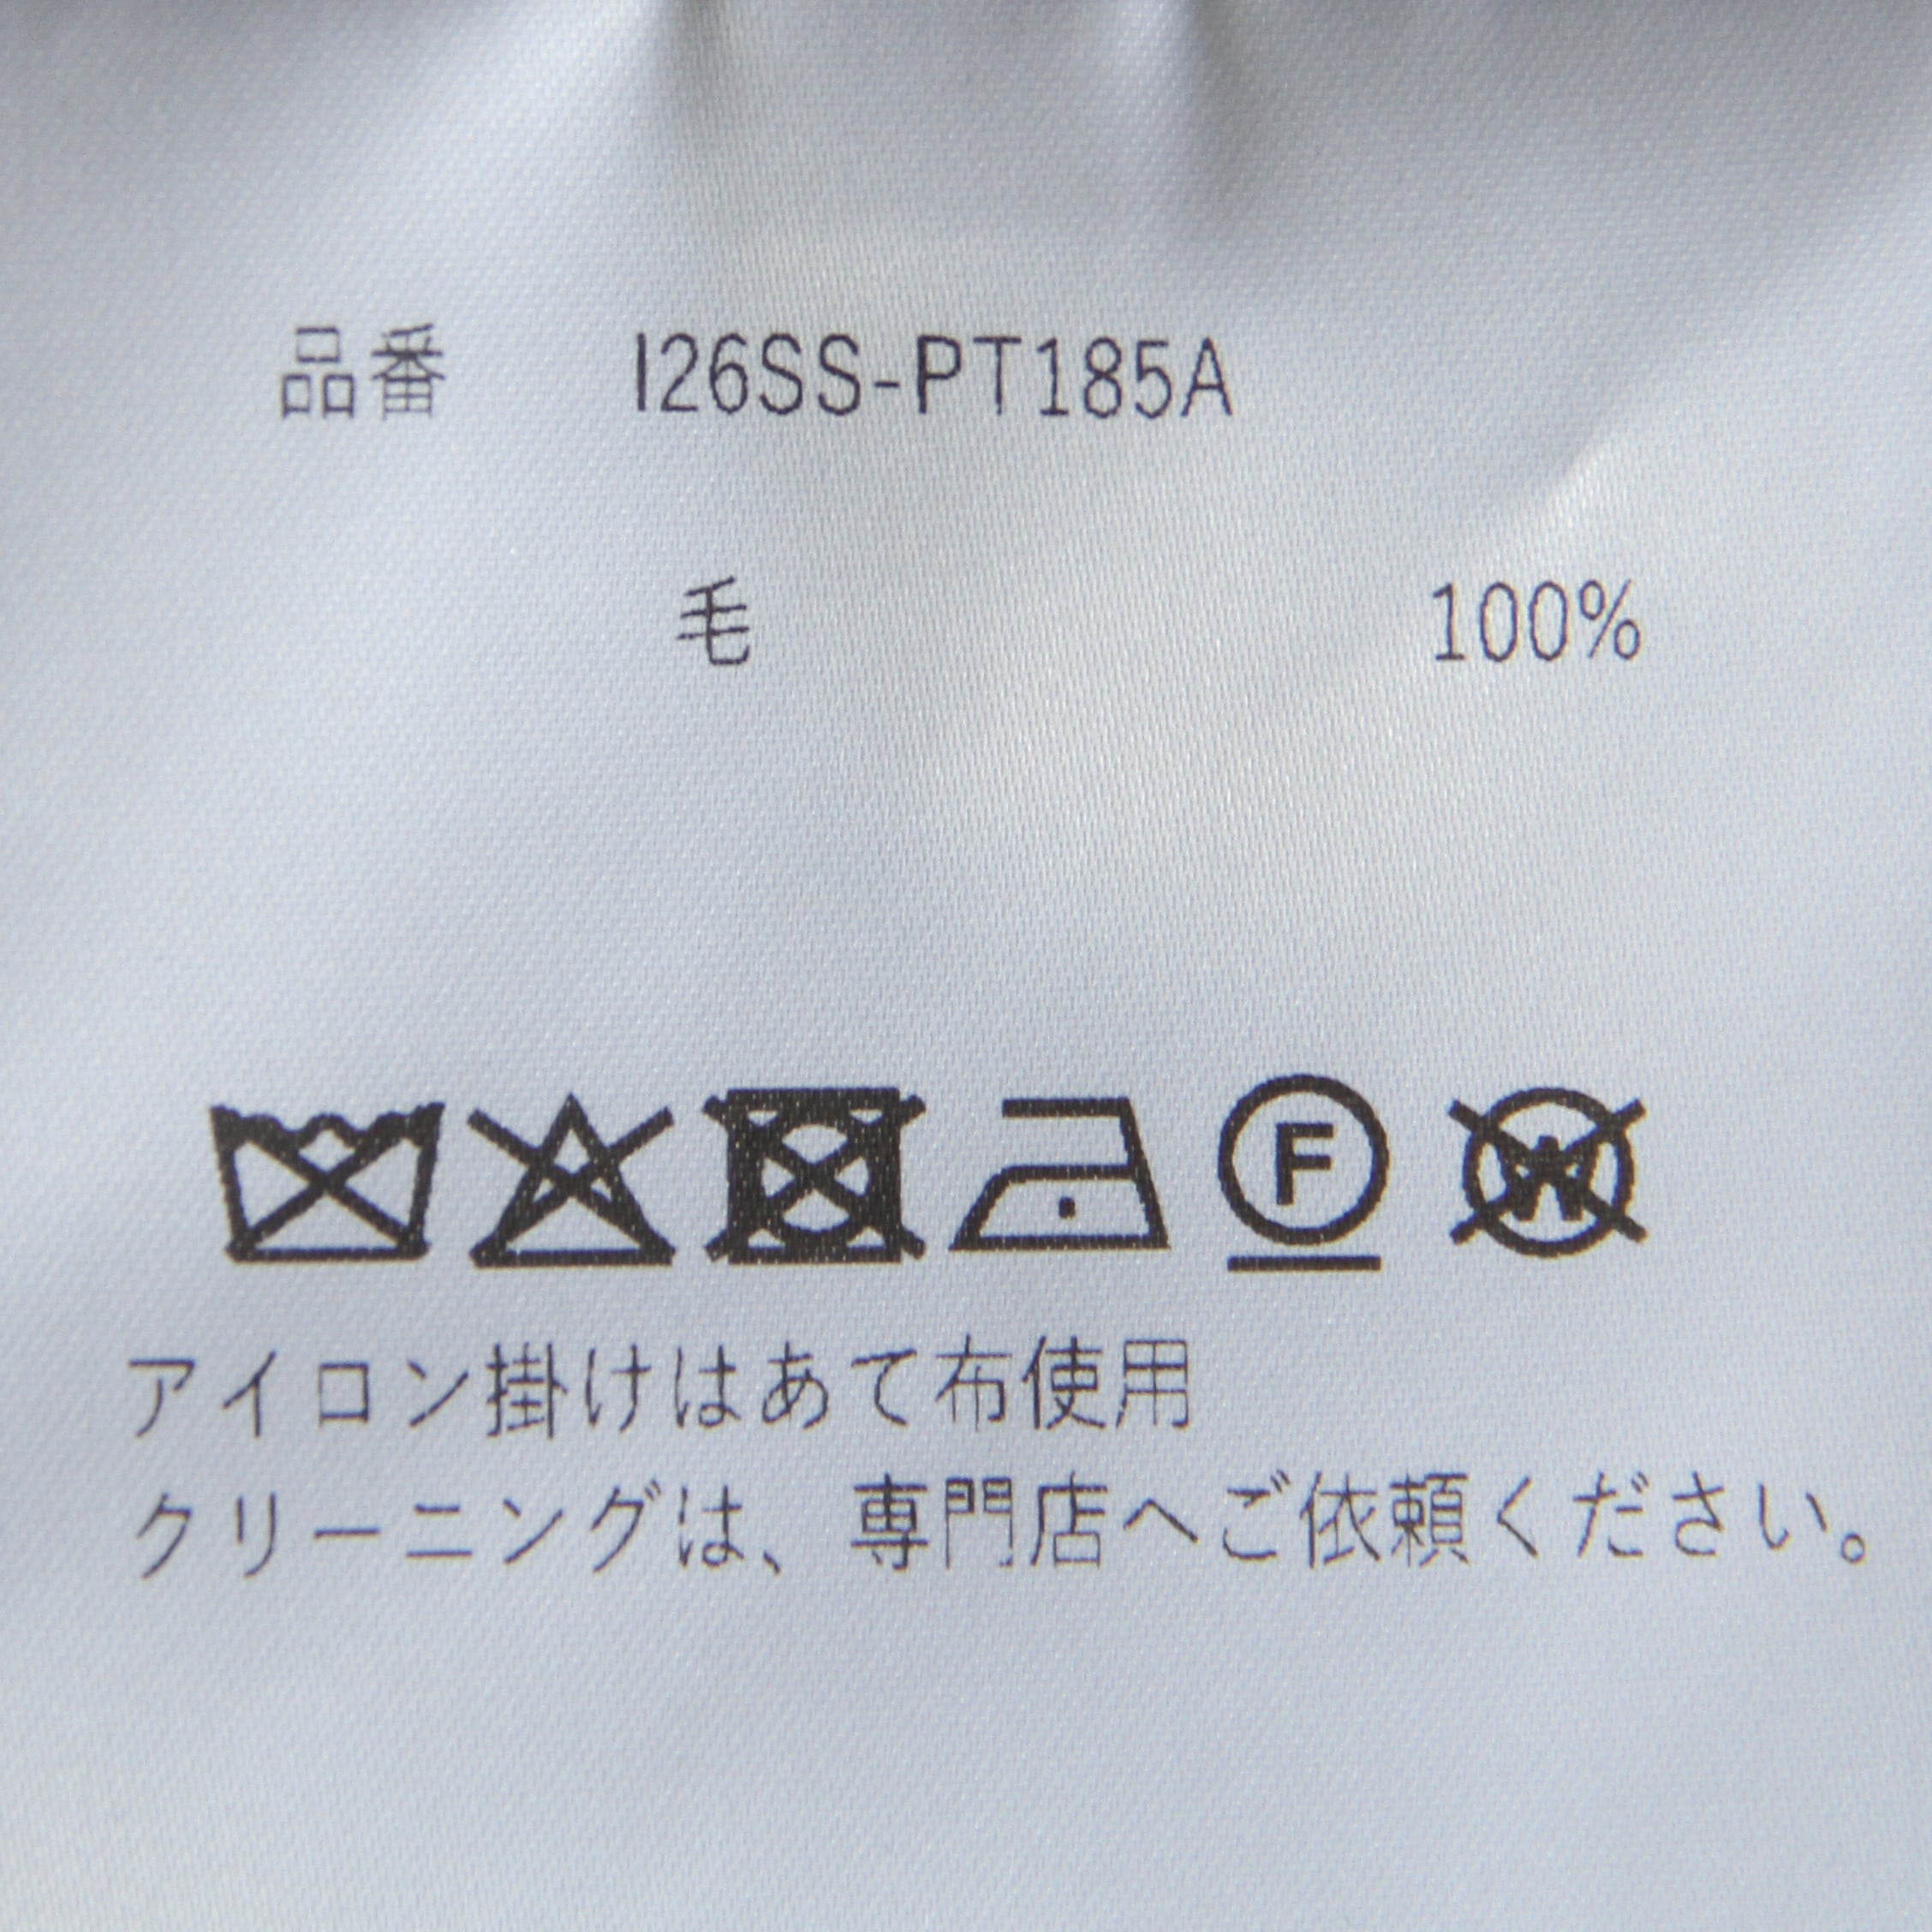 品番 I26SS-PT185A
毛 100%
F W
アイロン掛けはあて布使用
クリーニングは、専門店へご依頼ください。